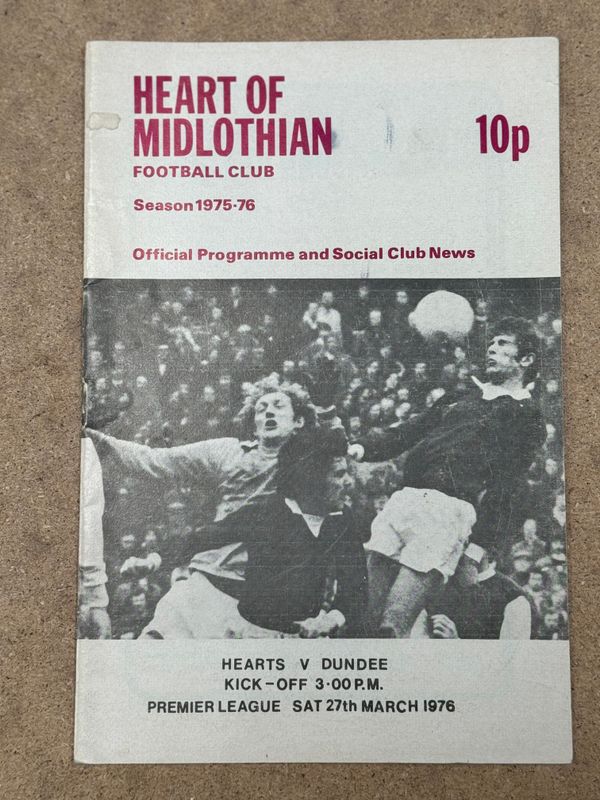 HEART OF
MIDLOTHIAN
10p
FOOTBALL CLUB
Season 1975-76
Official Programme and Social Club News
HEARTS V DUNDEE
KICK-OFF 3·00 P.M.
PREMIER LEAGUE SAT 27th MARCH 1976